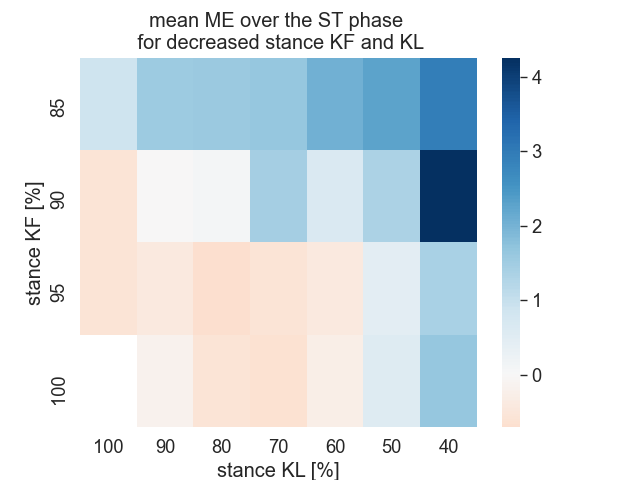 mean ME over the ST phase
for decreased stance KF and KL
stance KF [%]
85
90
95
100
100 90 80 70 60 50 40
stance KL [%]
4
3
2
1
0